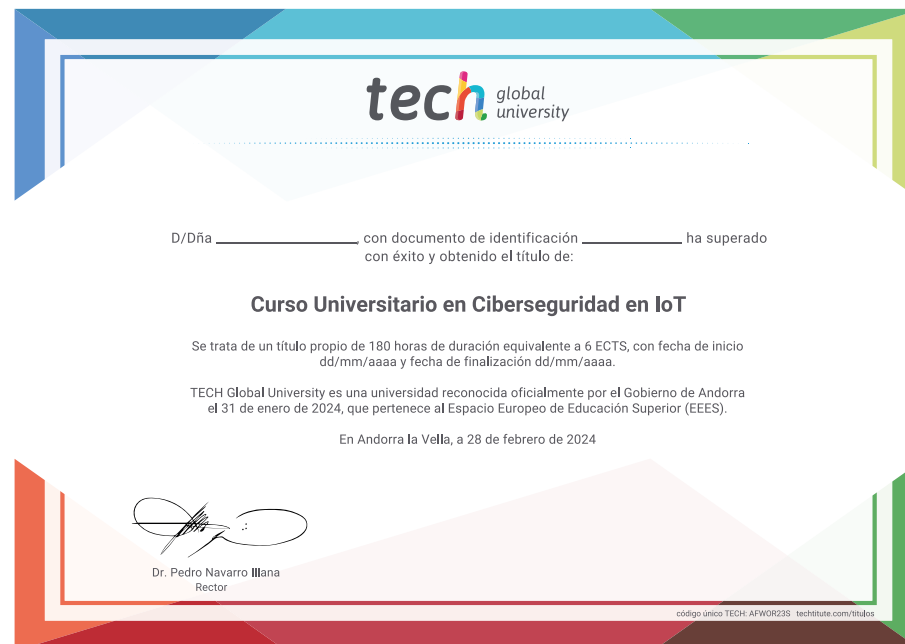 tech global university
D/Dña ______________, con documento de identificación __________ ha superado
con éxito y obtenido el título de:
Curso Universitario en Ciberseguridad en IoT
Se trata de un título propio de 180 horas de duración equivalente a 6 ECTS, con fecha de inicio
dd/mm/aaaa y fecha de finalización dd/mm/aaaa.
TECH Global University es una universidad reconocida oficialmente por el Gobierno de Andorra
el 31 de enero de 2024, que pertenece al Espacio Europeo de Educación Superior (EEES).
En Andorra la Vella, a 28 de febrero de 2024
Dr. Pedro Navarro Illana
Rector
código único TECH: AFWOR23S techtitute.com/titulos